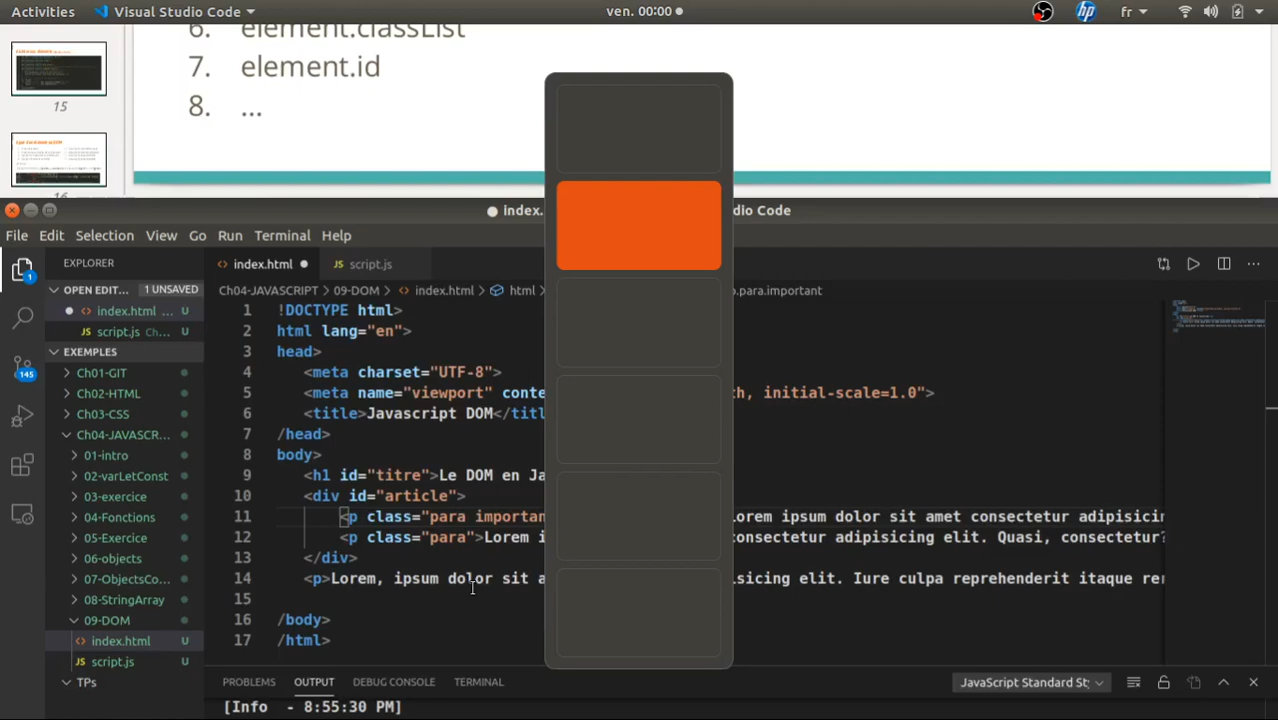 Activities Visual Studio Code ven. 00:00 fr
6. element.classList
7. element.id
8. ...
15
16
index. dio Code
File Edit Selection View Go Run Terminal Help
EXPLORER index.html script.js
OPEN EDIT... 1 UNSAVED Ch04-JAVASCRIPT > 09-DOM > index.html > html > p.para.important
index.html ... U
script.js Ch... U
EXEMPLES
Ch01-GIT
Ch02-HTML
Ch03-CSS
Ch04-JAVASCR...
01-intro
02-varLetConst
03-exercice
04-Fonctions
05-Exercice
06-objects
07-ObjectsCo...
08-StringArray
09-DOM
index.html U
script.js U
TPs
1
145
1 !DOCTYPE html>
2 html lang="en">
3 head>
4 <meta charset="UTF-8">
5 <meta name="viewport" conte h, initial-scale=1.0">
6 <title>Javascript DOM</titl
7 /head>
8 body>
9 <h1 id="titre">Le DOM en Ja
10 <div id="article">
11 <p class="para importan orem ipsum dolor sit amet consectetur adipisicin
12 <p class="para">Lorem i consectetur adipisicing elit. Quasi, consectetur?
13 </div>
14 <p>Lorem, ipsum dolor sit a isicing elit. Iure culpa reprehenderit itaque rer
15
16 /body>
17 /html>
PROBLEMS OUTPUT DEBUG CONSOLE TERMINAL JavaScript Standard St
[Info - 8:55:30 PM]